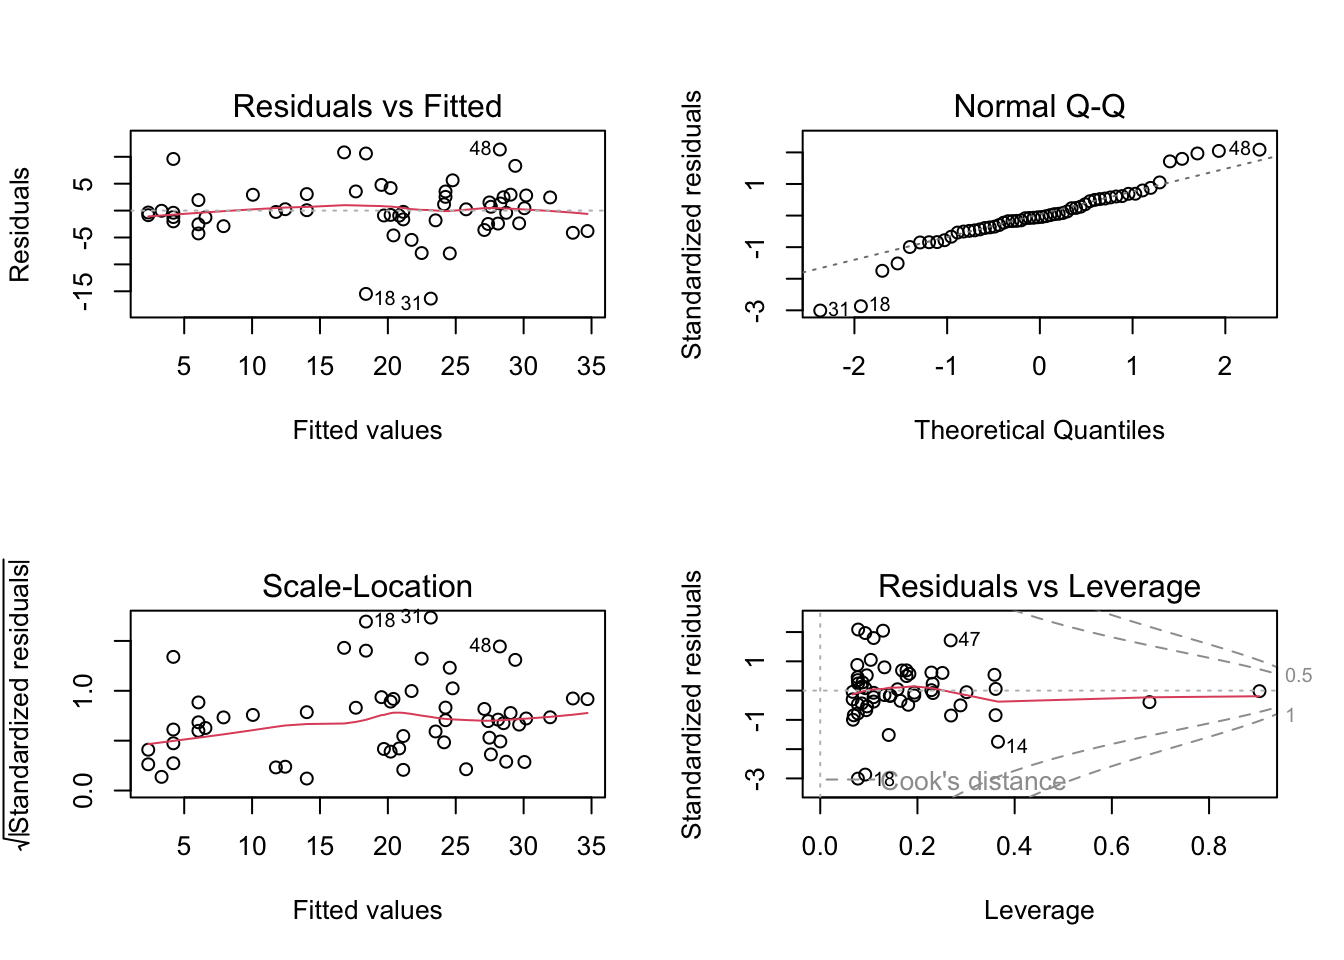 Residuals vs Fitted
Residuals
5
-5
-15
48
18
31
5 10 15 20 25 30 35
Fitted values
Normal Q-Q
Standardized residuals
1
-1
-3
48
31
18
-2 -1 0 1 2
Theoretical Quantiles
Scale-Location
√|Standardized residuals|
1.0
0.0
18
31
48
5 10 15 20 25 30 35
Fitted values
Residuals vs Leverage
Standardized residuals
1
-1
-3
47
14
18
Cook's distance
0.5
1
0.0 0.2 0.4 0.6 0.8
Leverage